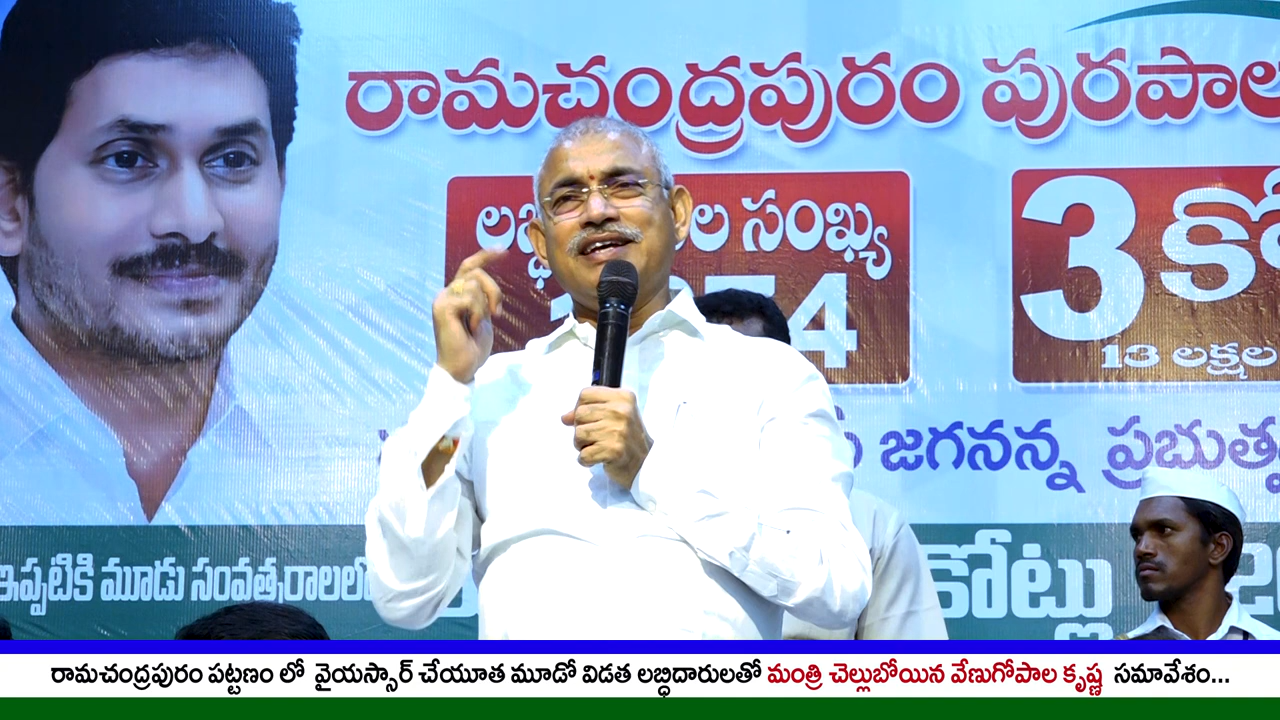 రామచంద్రపురం పురపాల
ల సంఖ్య
3 కో
13 లక్షల
జగనన్న ప్రభుత్వ
ఇప్పటికి మూడు సంవత్సరాలలో
కోట్లు
రామచంద్రపురం పట్టణం లో వైయస్సార్ చేయూత మూడో విడత లబ్ధిదారులతో మంత్రి చెల్లుబోయిన వేణుగోపాల కృష్ణ సమావేశం...